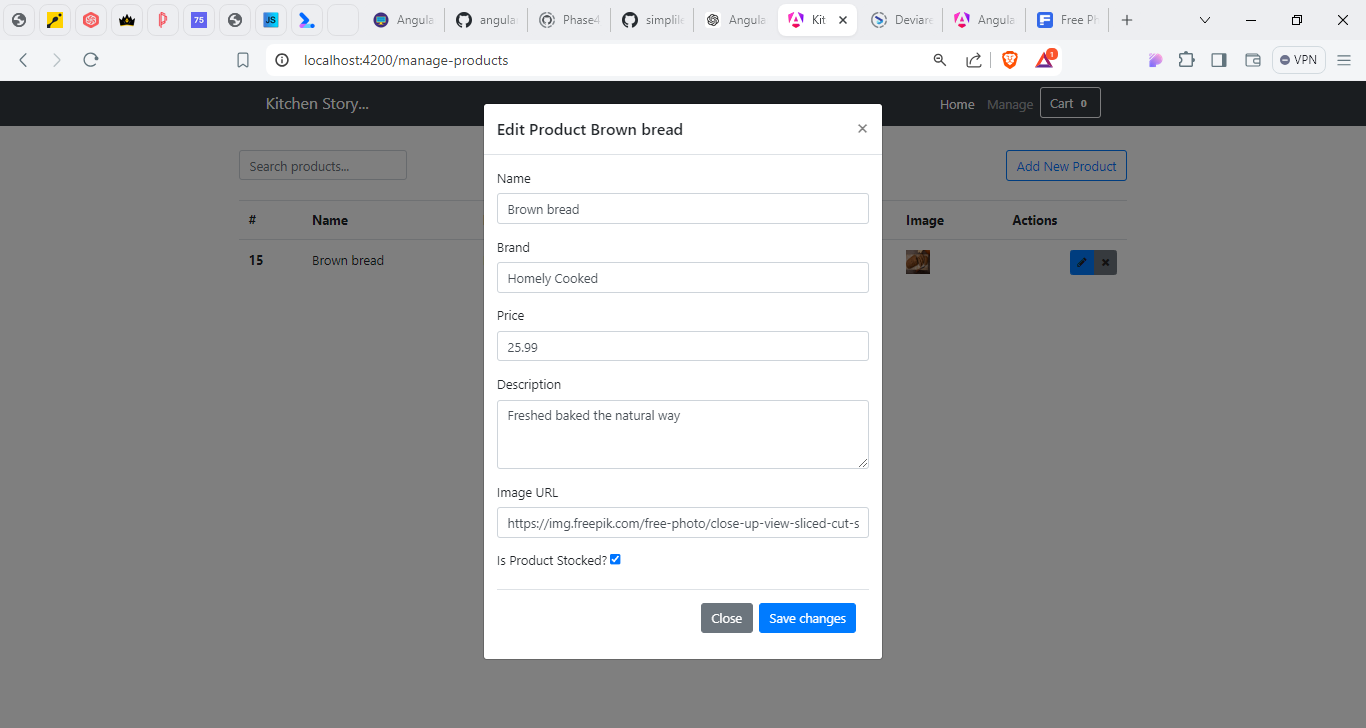 75
JS
Angula
angula
Phase4
simplile
Angula
Kit
Deviare
Angula
Free Ph
localhost:4200/manage-products
1
VPN
Kitchen Story...
Home Manage Cart 0
Edit Product Brown bread
Search products...
Add New Product
# Name Image Actions
15 Brown bread
Name
Brown bread
Brand
Homely Cooked
Price
25.99
Description
Freshed baked the natural way
Image URL
https://img.freepik.com/free-photo/close-up-view-sliced-cut-s
Is Product Stocked?
Close Save changes